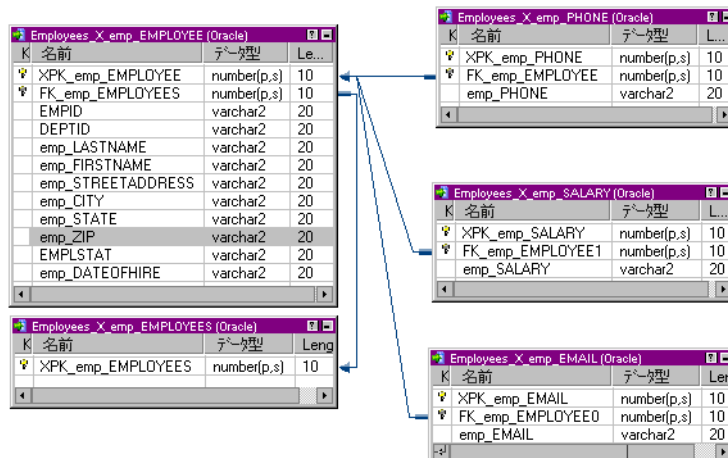 Employees_X_emp_EMPLOYEE (Oracle)
K 名前 データ型 Le...
XPK_emp_EMPLOYEE number(p,s) 10
FK_emp_EMPLOYEES number(p,s) 10
EMPID varchar2 20
DEPTID varchar2 20
emp_LASTNAME varchar2 20
emp_FIRSTNAME varchar2 20
emp_STREETADDRESS varchar2 20
emp_CITY varchar2 20
emp_STATE varchar2 20
emp_ZIP varchar2 20
EMPLSTAT varchar2 20
emp_DATEOFHIRE varchar2 20
Employees_X_emp_EMPLOYEES (Oracle)
K 名前 データ型 Leng
XPK_emp_EMPLOYEES number(p,s) 10
Employees_X_emp_PHONE (Oracle)
K 名前 データ型 L...
XPK_emp_PHONE number(p,s) 10
FK_emp_EMPLOYEE number(p,s) 10
emp_PHONE varchar2 20
Employees_X_emp_SALARY (Oracle)
K 名前 データ型 L...
XPK_emp_SALARY number(p,s) 10
FK_emp_EMPLOYEE1 number(p,s) 10
emp_SALARY varchar2 20
Employees_X_emp_EMAIL (Oracle)
K 名前 データ型 Ler
XPK_emp_EMAIL number(p,s) 10
FK_emp_EMPLOYEE0 number(p,s) 10
emp_EMAIL varchar2 20